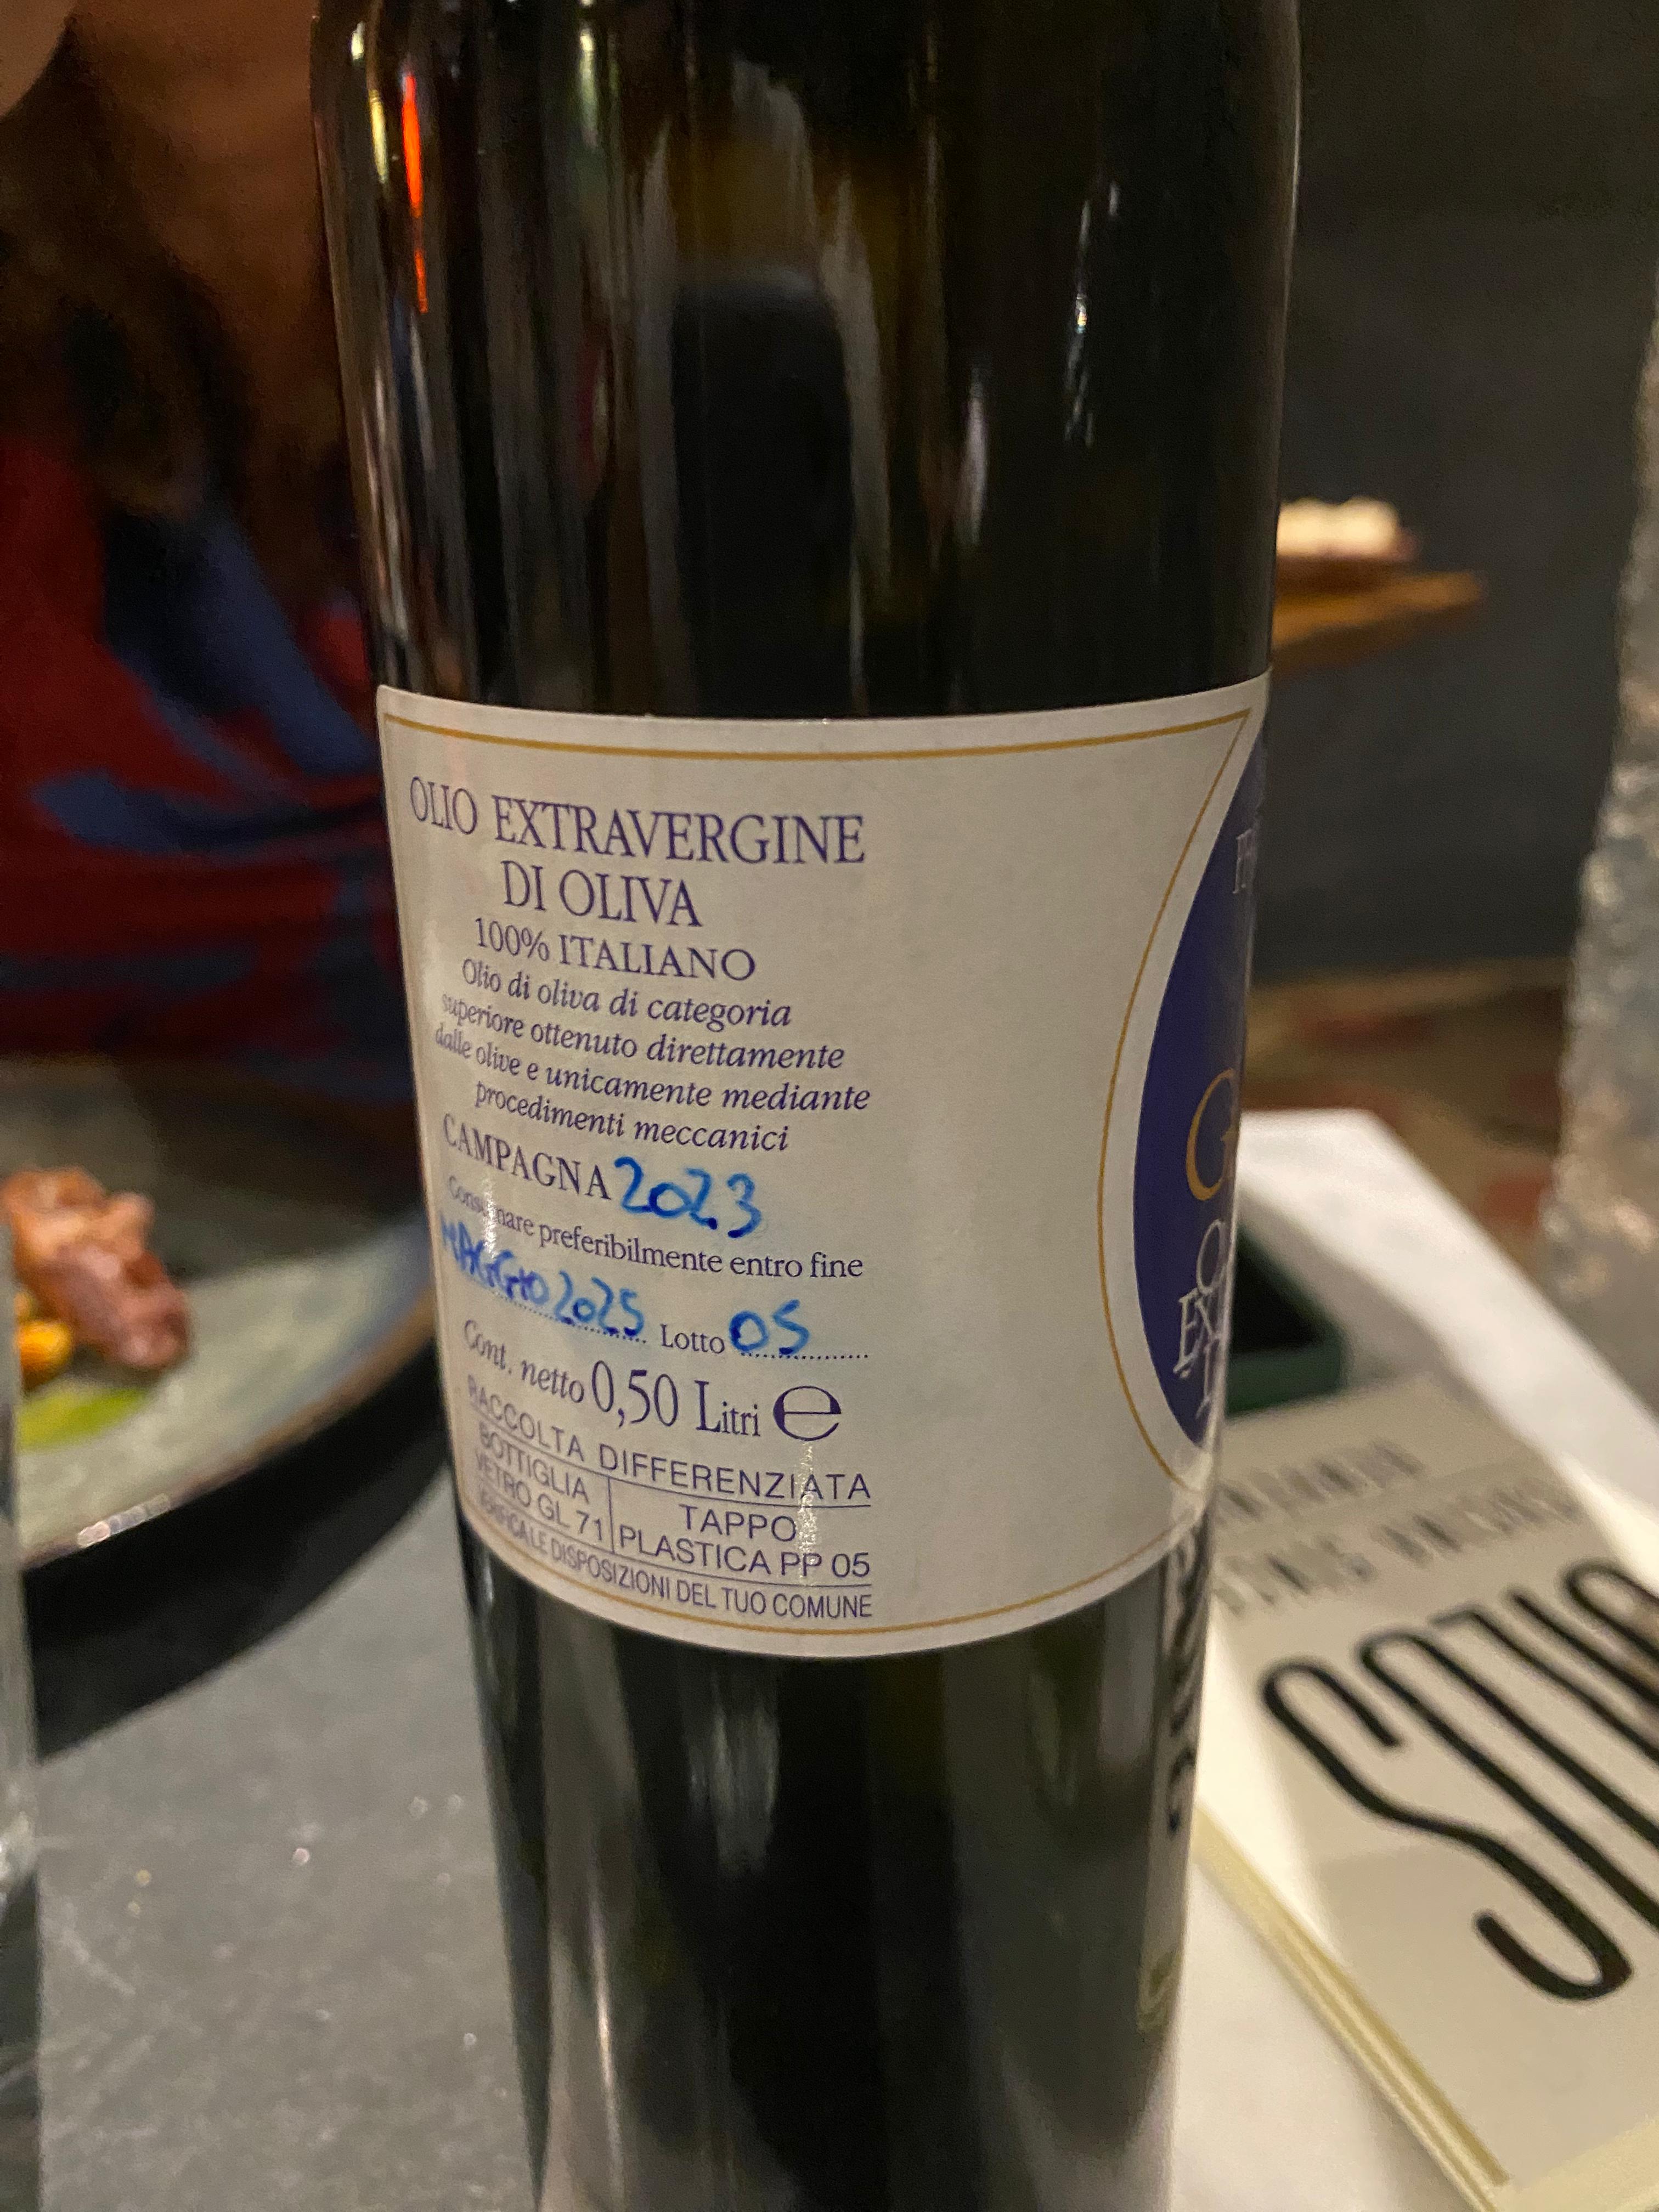 OLIO EXTRAVERGINE
DI OLIVA
100% ITALIANO
Olio di oliva di categoria
superiore ottenuto direttamente
dalle olive e unicamente mediante
procedimenti meccanici
CAMPAGNA 2023
preferibilmente entro fine
MAGGIO 2025 Lotto 05
Cont. netto 0,50 Litri e
RACCOLTA DIFFERENZIATA
BOTTIGLIA
VETRO GL 71
TAPPO
PLASTICA PP 05
VERIFICA LE DISPOSIZIONI DEL TUO COMUNE